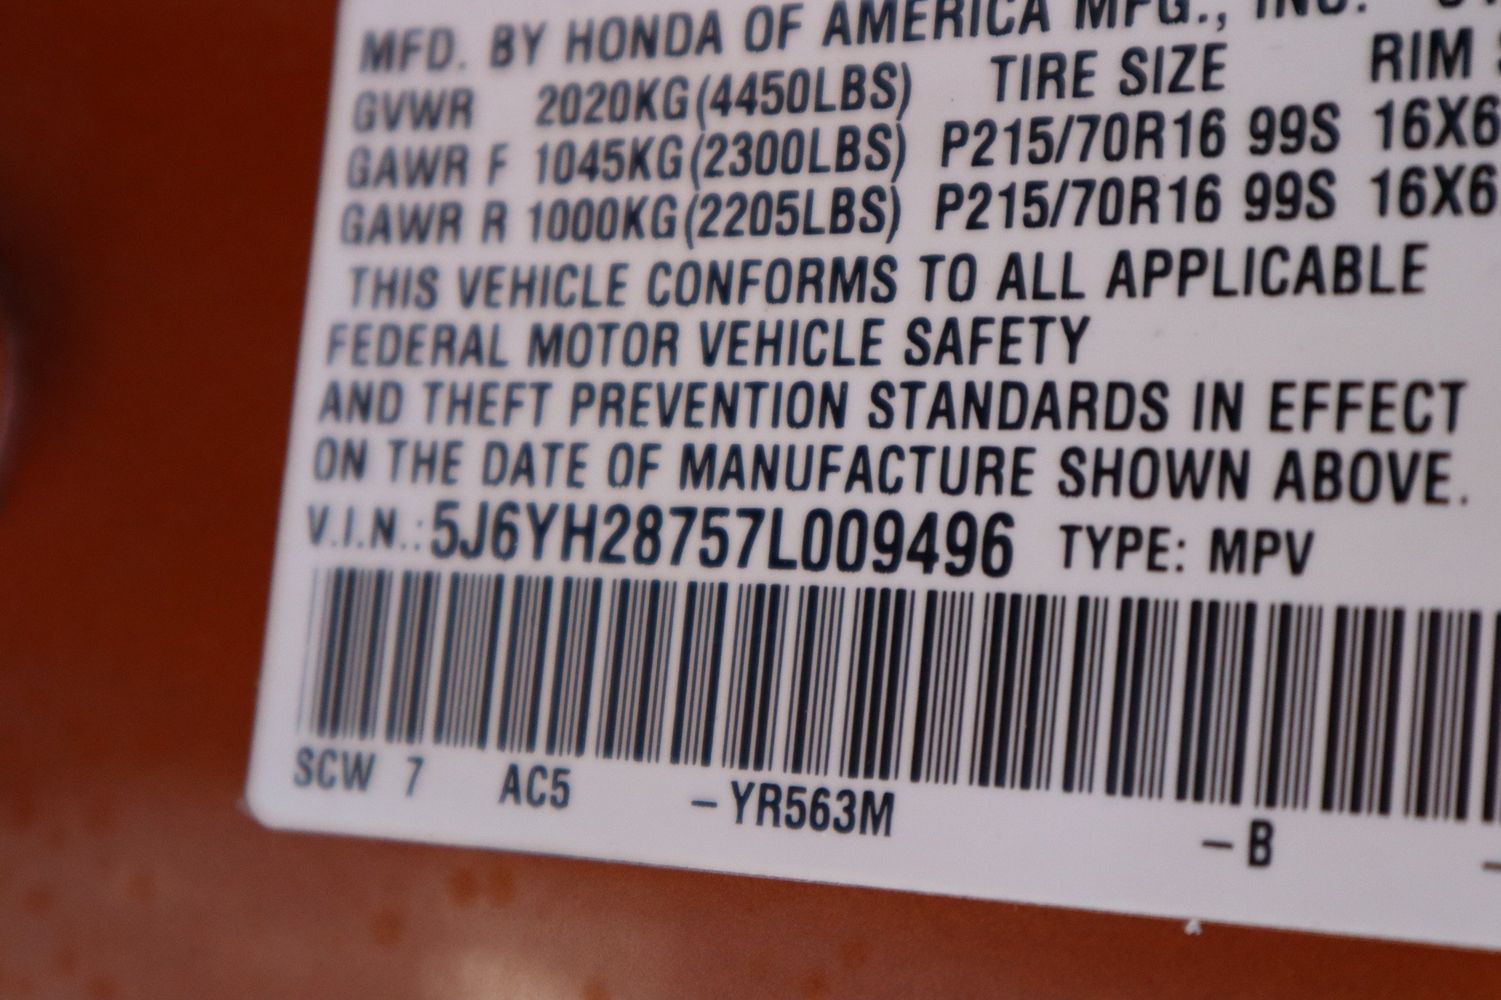 MFD. BY HONDA OF AMERICA MFG., INC.
GVWR 2020KG(4450LBS) TIRE SIZE RIM
GAWR F 1045KG(2300LBS) P215/70R16 99S 16X6
GAWR R 1000KG(2205LBS) P215/70R16 99S 16X6
THIS VEHICLE CONFORMS TO ALL APPLICABLE
FEDERAL MOTOR VEHICLE SAFETY
AND THEFT PREVENTION STANDARDS IN EFFECT
ON THE DATE OF MANUFACTURE SHOWN ABOVE.
V.I.N.: 5J6YH28757L009496 TYPE: MPV
SCW 7 AC5 – YR563M – B –